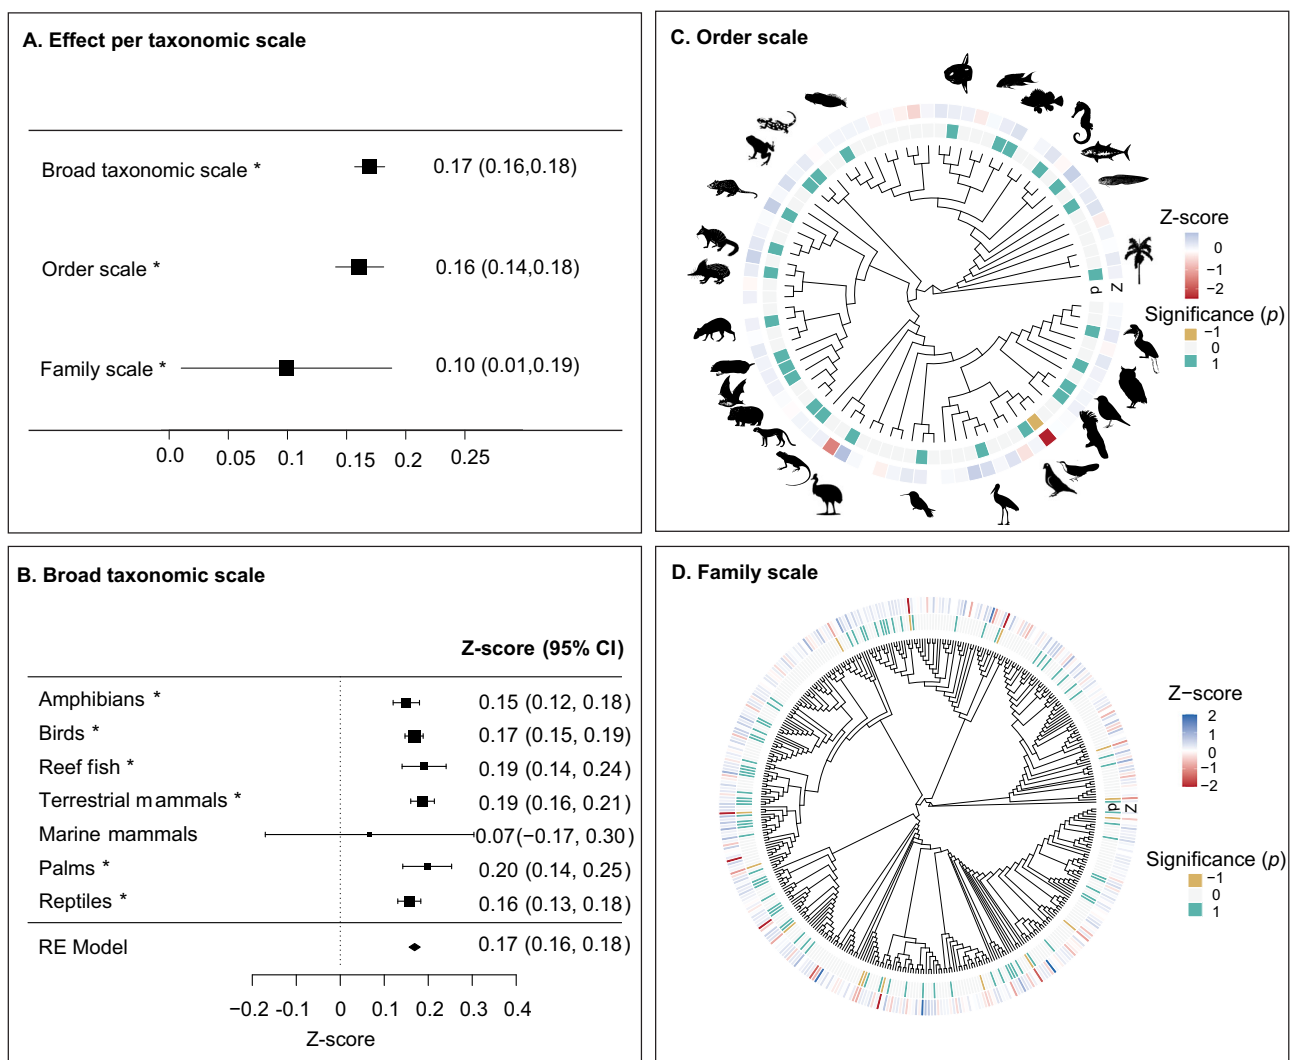 A. Effect per taxonomic scale
Broad taxonomic scale *
0.17 (0.16,0.18)
Order scale *
0.16 (0.14,0.18)
Family scale *
0.10 (0.01,0.19)
0.0 0.05 0.1 0.15 0.2 0.25
B. Broad taxonomic scale
Z-score (95% CI)
Amphibians * 0.15 (0.12, 0.18)
Birds * 0.17 (0.15, 0.19)
Reef fish * 0.19 (0.14, 0.24)
Terrestrial mammals * 0.19 (0.16, 0.21)
Marine mammals 0.07(−0.17, 0.30)
Palms * 0.20 (0.14, 0.25)
Reptiles * 0.16 (0.13, 0.18)
RE Model 0.17 (0.16, 0.18)
−0.2 -0.1 0 0.1 0.2 0.3 0.4
Z-score
C. Order scale
Z-score
0
−1
−2
Significance (p)
−1
0
1
p Z
D. Family scale
Z−score
2
1
0
−1
−2
p Z
Significance (p)
−1
0
1